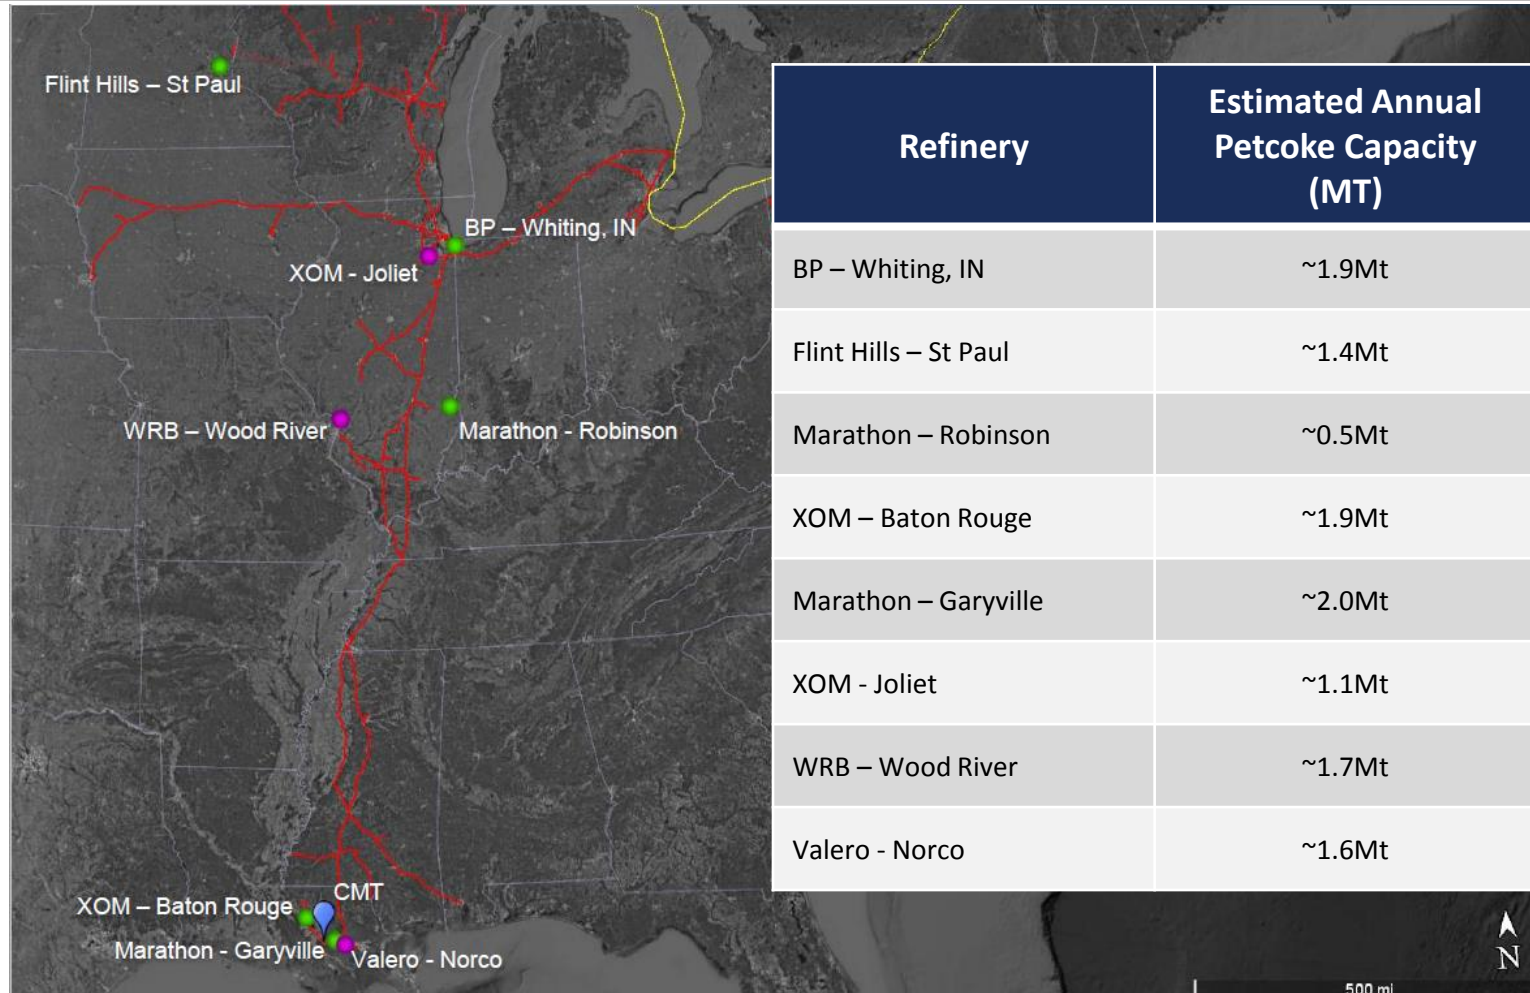 Flint Hills – St Paul
BP – Whiting, IN
XOM - Joliet
WRB – Wood River
Marathon - Robinson
CMT
XOM – Baton Rouge
Marathon - Garyville
Valero - Norco
Refinery
Estimated Annual
Petcoke Capacity
(MT)
BP – Whiting, IN ~1.9Mt
Flint Hills – St Paul ~1.4Mt
Marathon – Robinson ~0.5Mt
XOM – Baton Rouge ~1.9Mt
Marathon – Garyville ~2.0Mt
XOM - Joliet ~1.1Mt
WRB – Wood River ~1.7Mt
Valero - Norco ~1.6Mt
N
500 mi